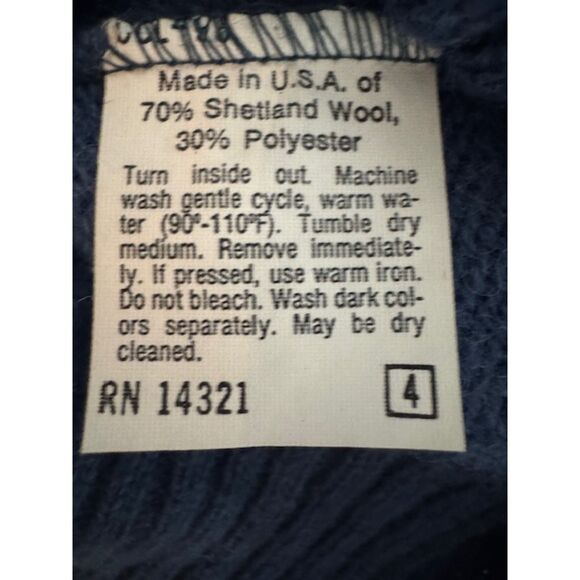 Made in U.S.A. of
70% Shetland Wool,
30% Polyester
Turn inside out. Machine
wash gentle cycle, warm wa-
ter (90º-110ºF). Tumble dry
medium. Remove immediate-
ly. If pressed, use warm iron.
Do not bleach. Wash dark col-
ors separately. May be dry
cleaned.
RN 14321 4